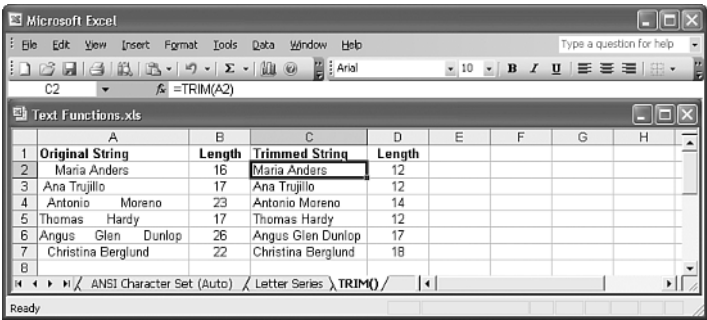 Microsoft Excel
File Edit View Insert Format Tools Data Window Help Type a question for help
Arial 10 B I U
C2 fx =TRIM(A2)
Text Functions.xls
A B C D E F G H
1 Original String Length Trimmed String Length
2 Maria Anders 16 Maria Anders 12
3 Ana Trujillo 17 Ana Trujillo 12
4 Antonio Moreno 23 Antonio Moreno 14
5 Thomas Hardy 17 Thomas Hardy 12
6 Angus Glen Dunlop 26 Angus Glen Dunlop 17
7 Christina Berglund 22 Christina Berglund 18
8
ANSI Character Set (Auto) Letter Series TRIM()
Ready